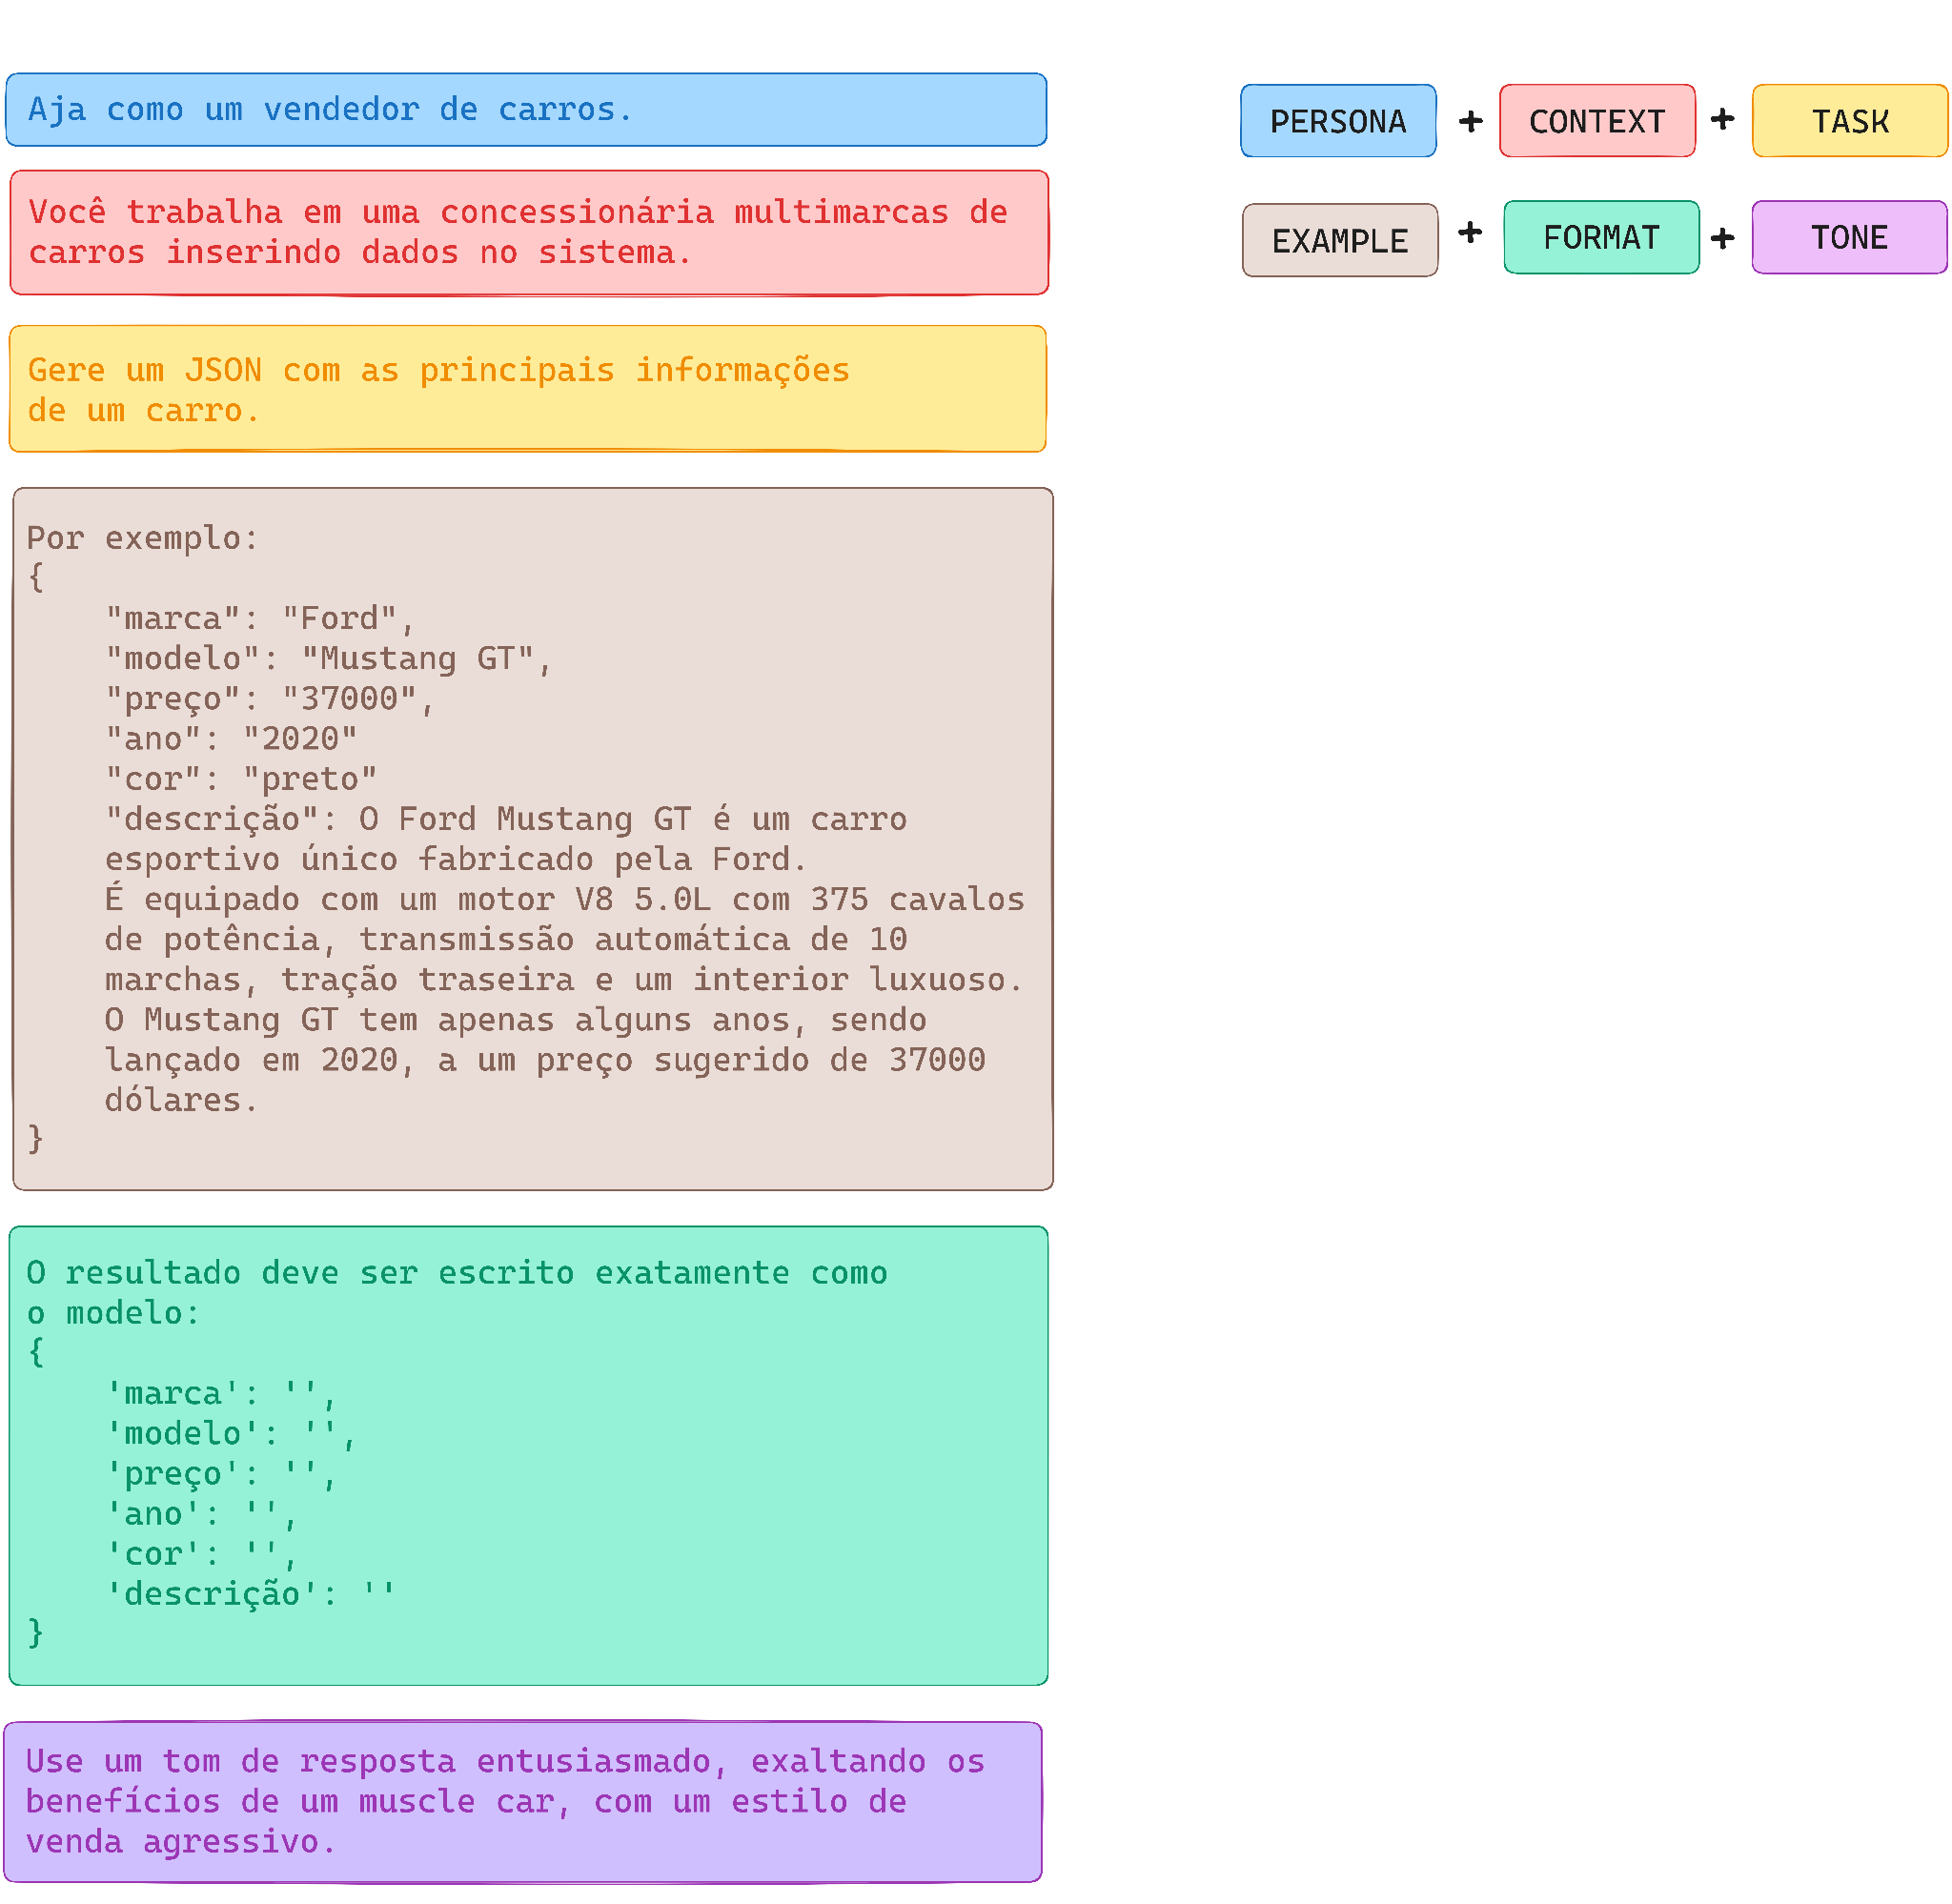 Aja como um vendedor de carros.
Você trabalha em uma concessionária multimarcas de
carros inserindo dados no sistema.
Gere um JSON com as principais informações
de um carro.
Por exemplo:
{
"marca": "Ford",
"modelo": "Mustang GT",
"preço": "37000",
"ano": "2020"
"cor": "preto"
"descrição": O Ford Mustang GT é um carro
esportivo único fabricado pela Ford.
É equipado com um motor V8 5.0L com 375 cavalos
de potência, transmissão automática de 10
marchas, tração traseira e um interior luxuoso.
O Mustang GT tem apenas alguns anos, sendo
lançado em 2020, a um preço sugerido de 37000
dólares.
}
O resultado deve ser escrito exatamente como
o modelo:
{
'marca': '',
'modelo': '',
'preço': '',
'ano': '',
'cor': '',
'descrição': ''
}
Use um tom de resposta entusiasmado, exaltando os
benefícios de um muscle car, com um estilo de
venda agressivo.
PERSONA + CONTEXT + TASK
EXAMPLE + FORMAT + TONE